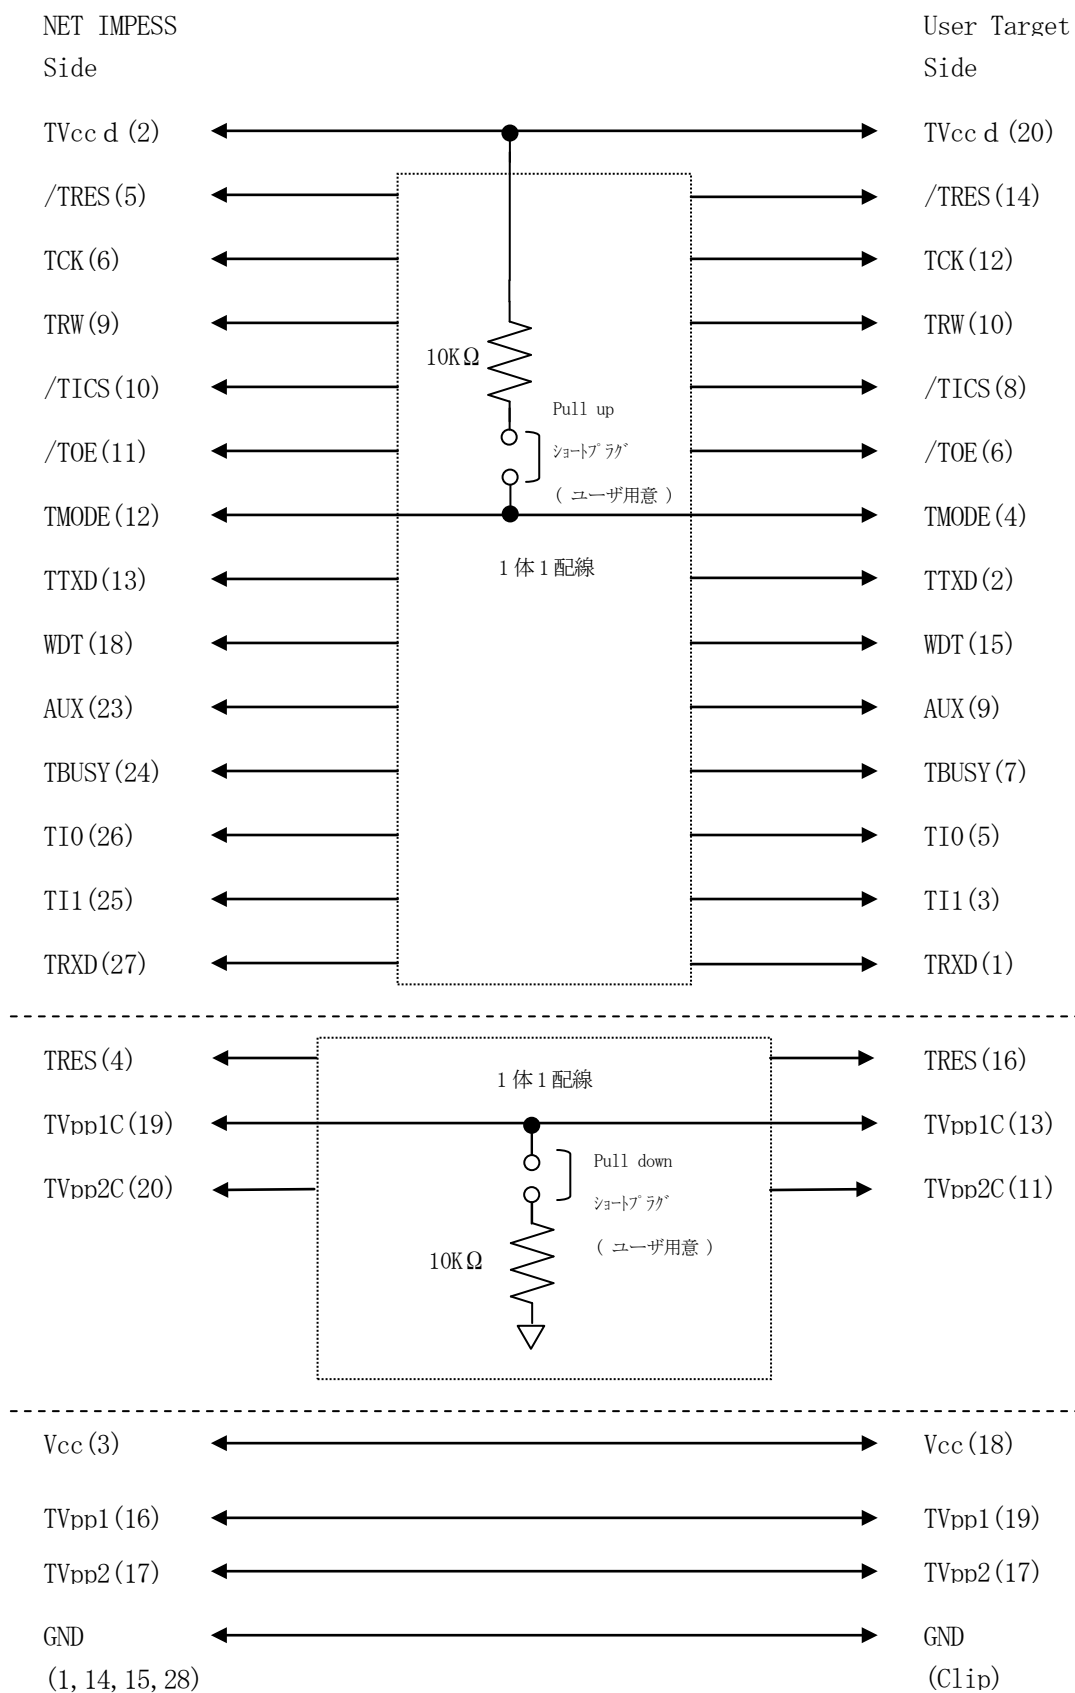 NET IMPESS User Target
Side Side
TVccｄ(2) TVccｄ(20)
/TRES(5) /TRES(14)
TCK(6) TCK(12)
TRW(9) TRW(10)
10KΩ
/TICS(10) /TICS(8)
Pull up
/TOE(11) ｼｮｰﾄﾌﾟﾗｸﾞ /TOE(6)
( ユーザ用意 )
TMODE(12) TMODE(4)
1体1配線
TTXD(13) TTXD(2)
WDT(18) WDT(15)
AUX(23) AUX(9)
TBUSY(24) TBUSY(7)
TI0(26) TI0(5)
TI1(25) TI1(3)
TRXD(27) TRXD(1)
TRES(4) TRES(16)
1体1配線
TVpp1C(19) TVpp1C(13)
Pull down
TVpp2C(20) TVpp2C(11)
ｼｮｰﾄﾌﾟﾗｸﾞ
( ユーザ用意 )
10KΩ
Vcc(3) Vcc(18)
TVpp1(16) TVpp1(19)
TVpp2(17) TVpp2(17)
GND GND
(1,14,15,28) (Clip)